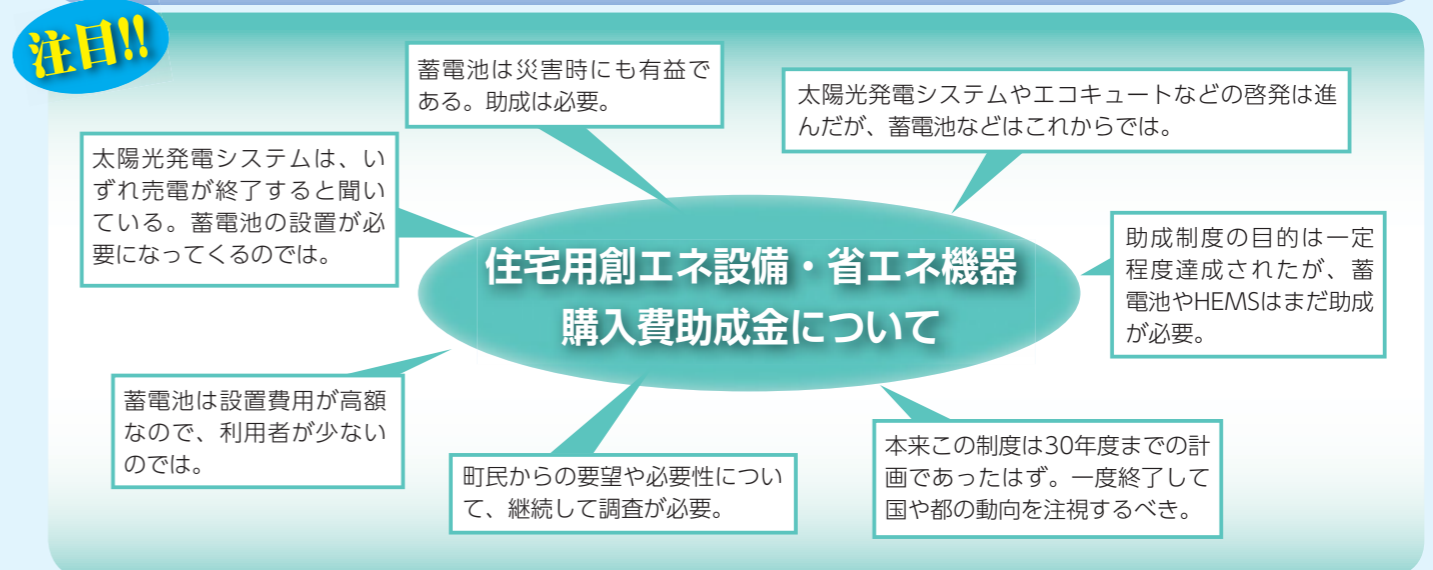 注目!!
蓄電池は災害時にも有益で
ある。助成は必要。
太陽光発電システムやエコキュートなどの啓発は進
んだが、蓄電池などはこれからでは。
太陽光発電システムは、い
ずれ売電が終了すると聞い
ている。蓄電池の設置が必
要になってくるのでは。
住宅用創エネ設備・省エネ機器
購入費助成金について
助成制度の目的は一定
程度達成されたが、蓄
電池やHEMSはまだ助成
が必要。
蓄電池は設置費用が高額
なので、利用者が少ない
のでは。
町民からの要望や必要性につい
て、継続して調査が必要。
本来この制度は30年度までの計
画であったはず。一度終了して
国や都の動向を注視するべき。